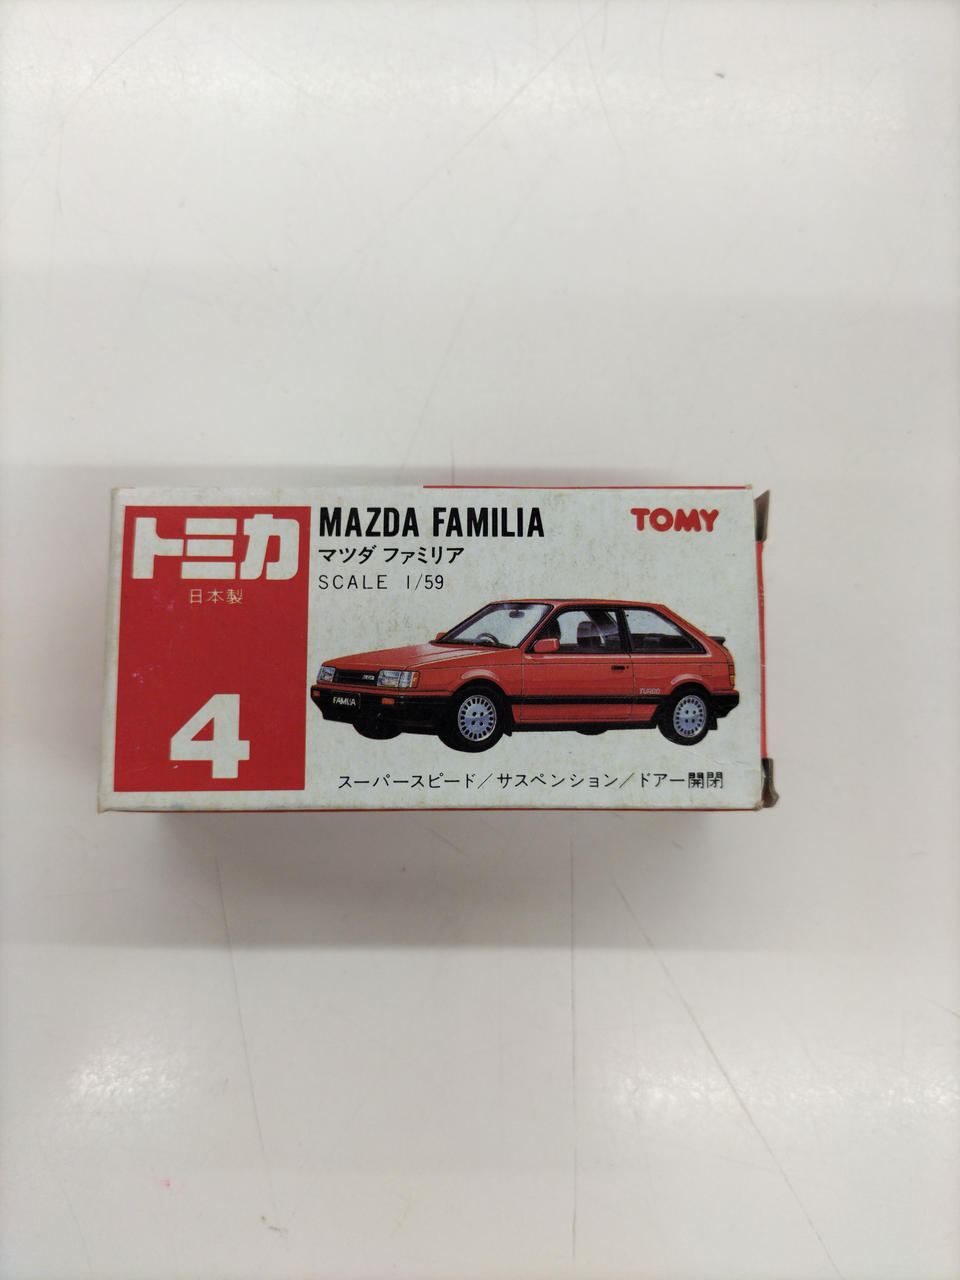 トミカ
日本製
4
MAZDA FAMILIA
マツダ ファミリア
SCALE 1/59
TOMY
FAMILIA
TURBO
スーパースピード/サスペンション/ドアー開閉